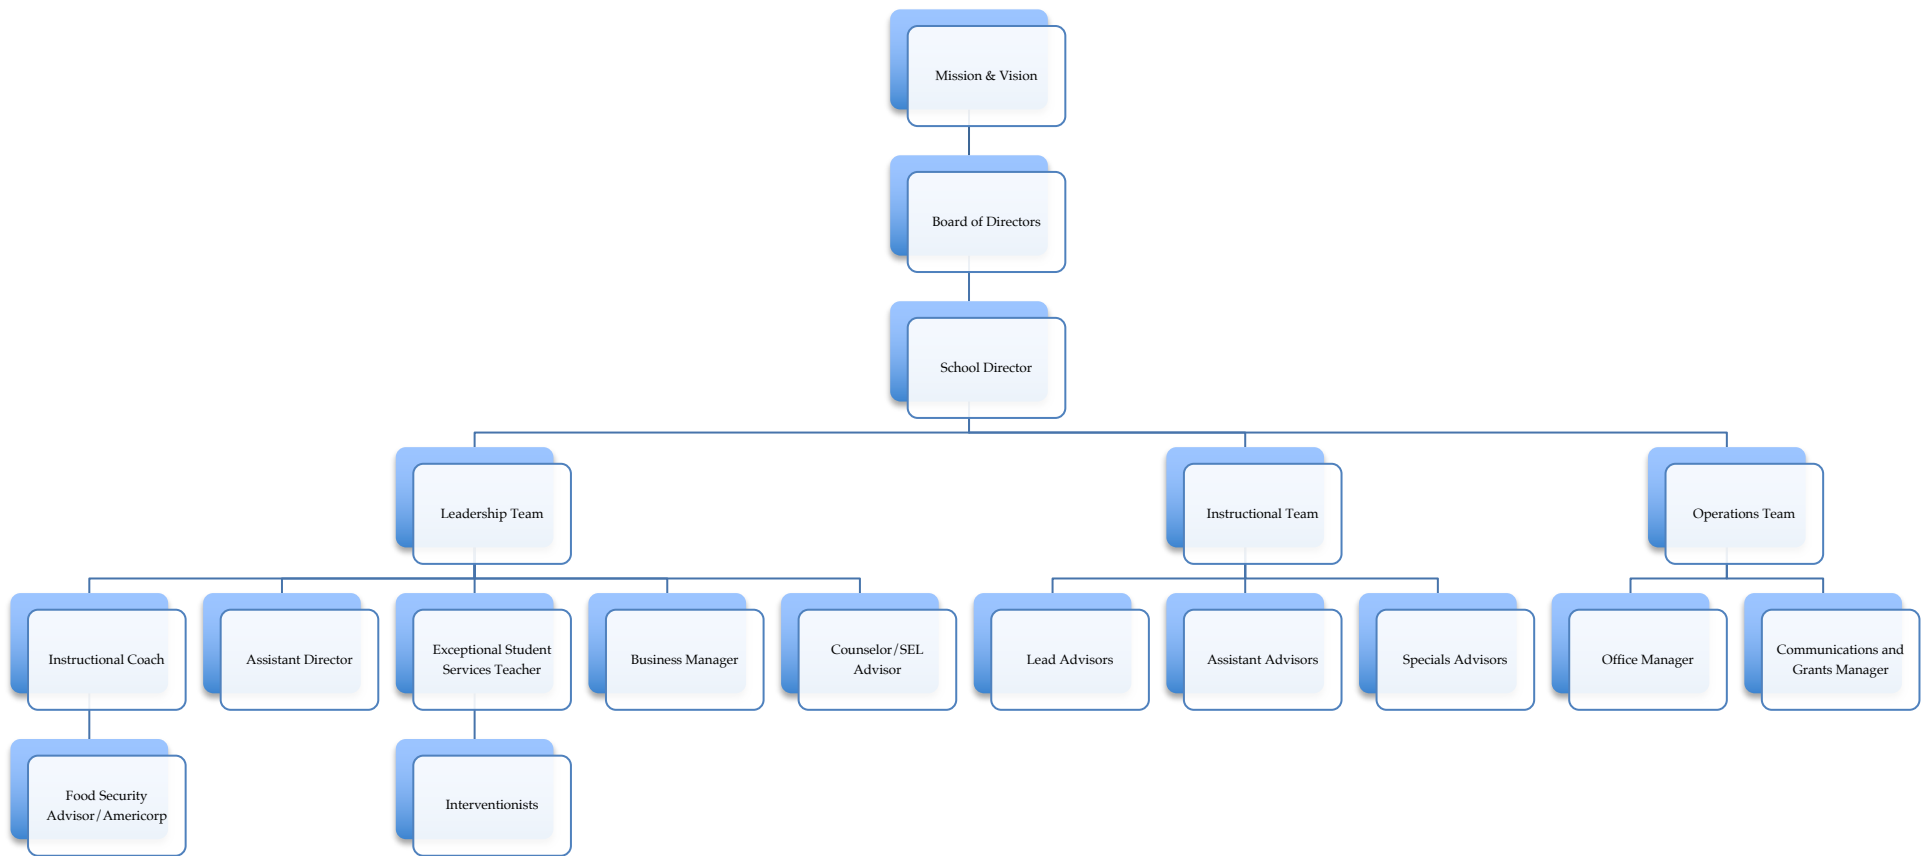 Mission & Vision
Board of Directors
School Director
Leadership Team
Instructional Team
Operations Team
Instructional Coach
Assistant Director
Exceptional Student
Services Teacher
Business Manager
Counselor/SEL
Advisor
Lead Advisors
Assistant Advisors
Specials Advisors
Office Manager
Communications and
Grants Manager
Food Security
Advisor/Americorp
Interventionists